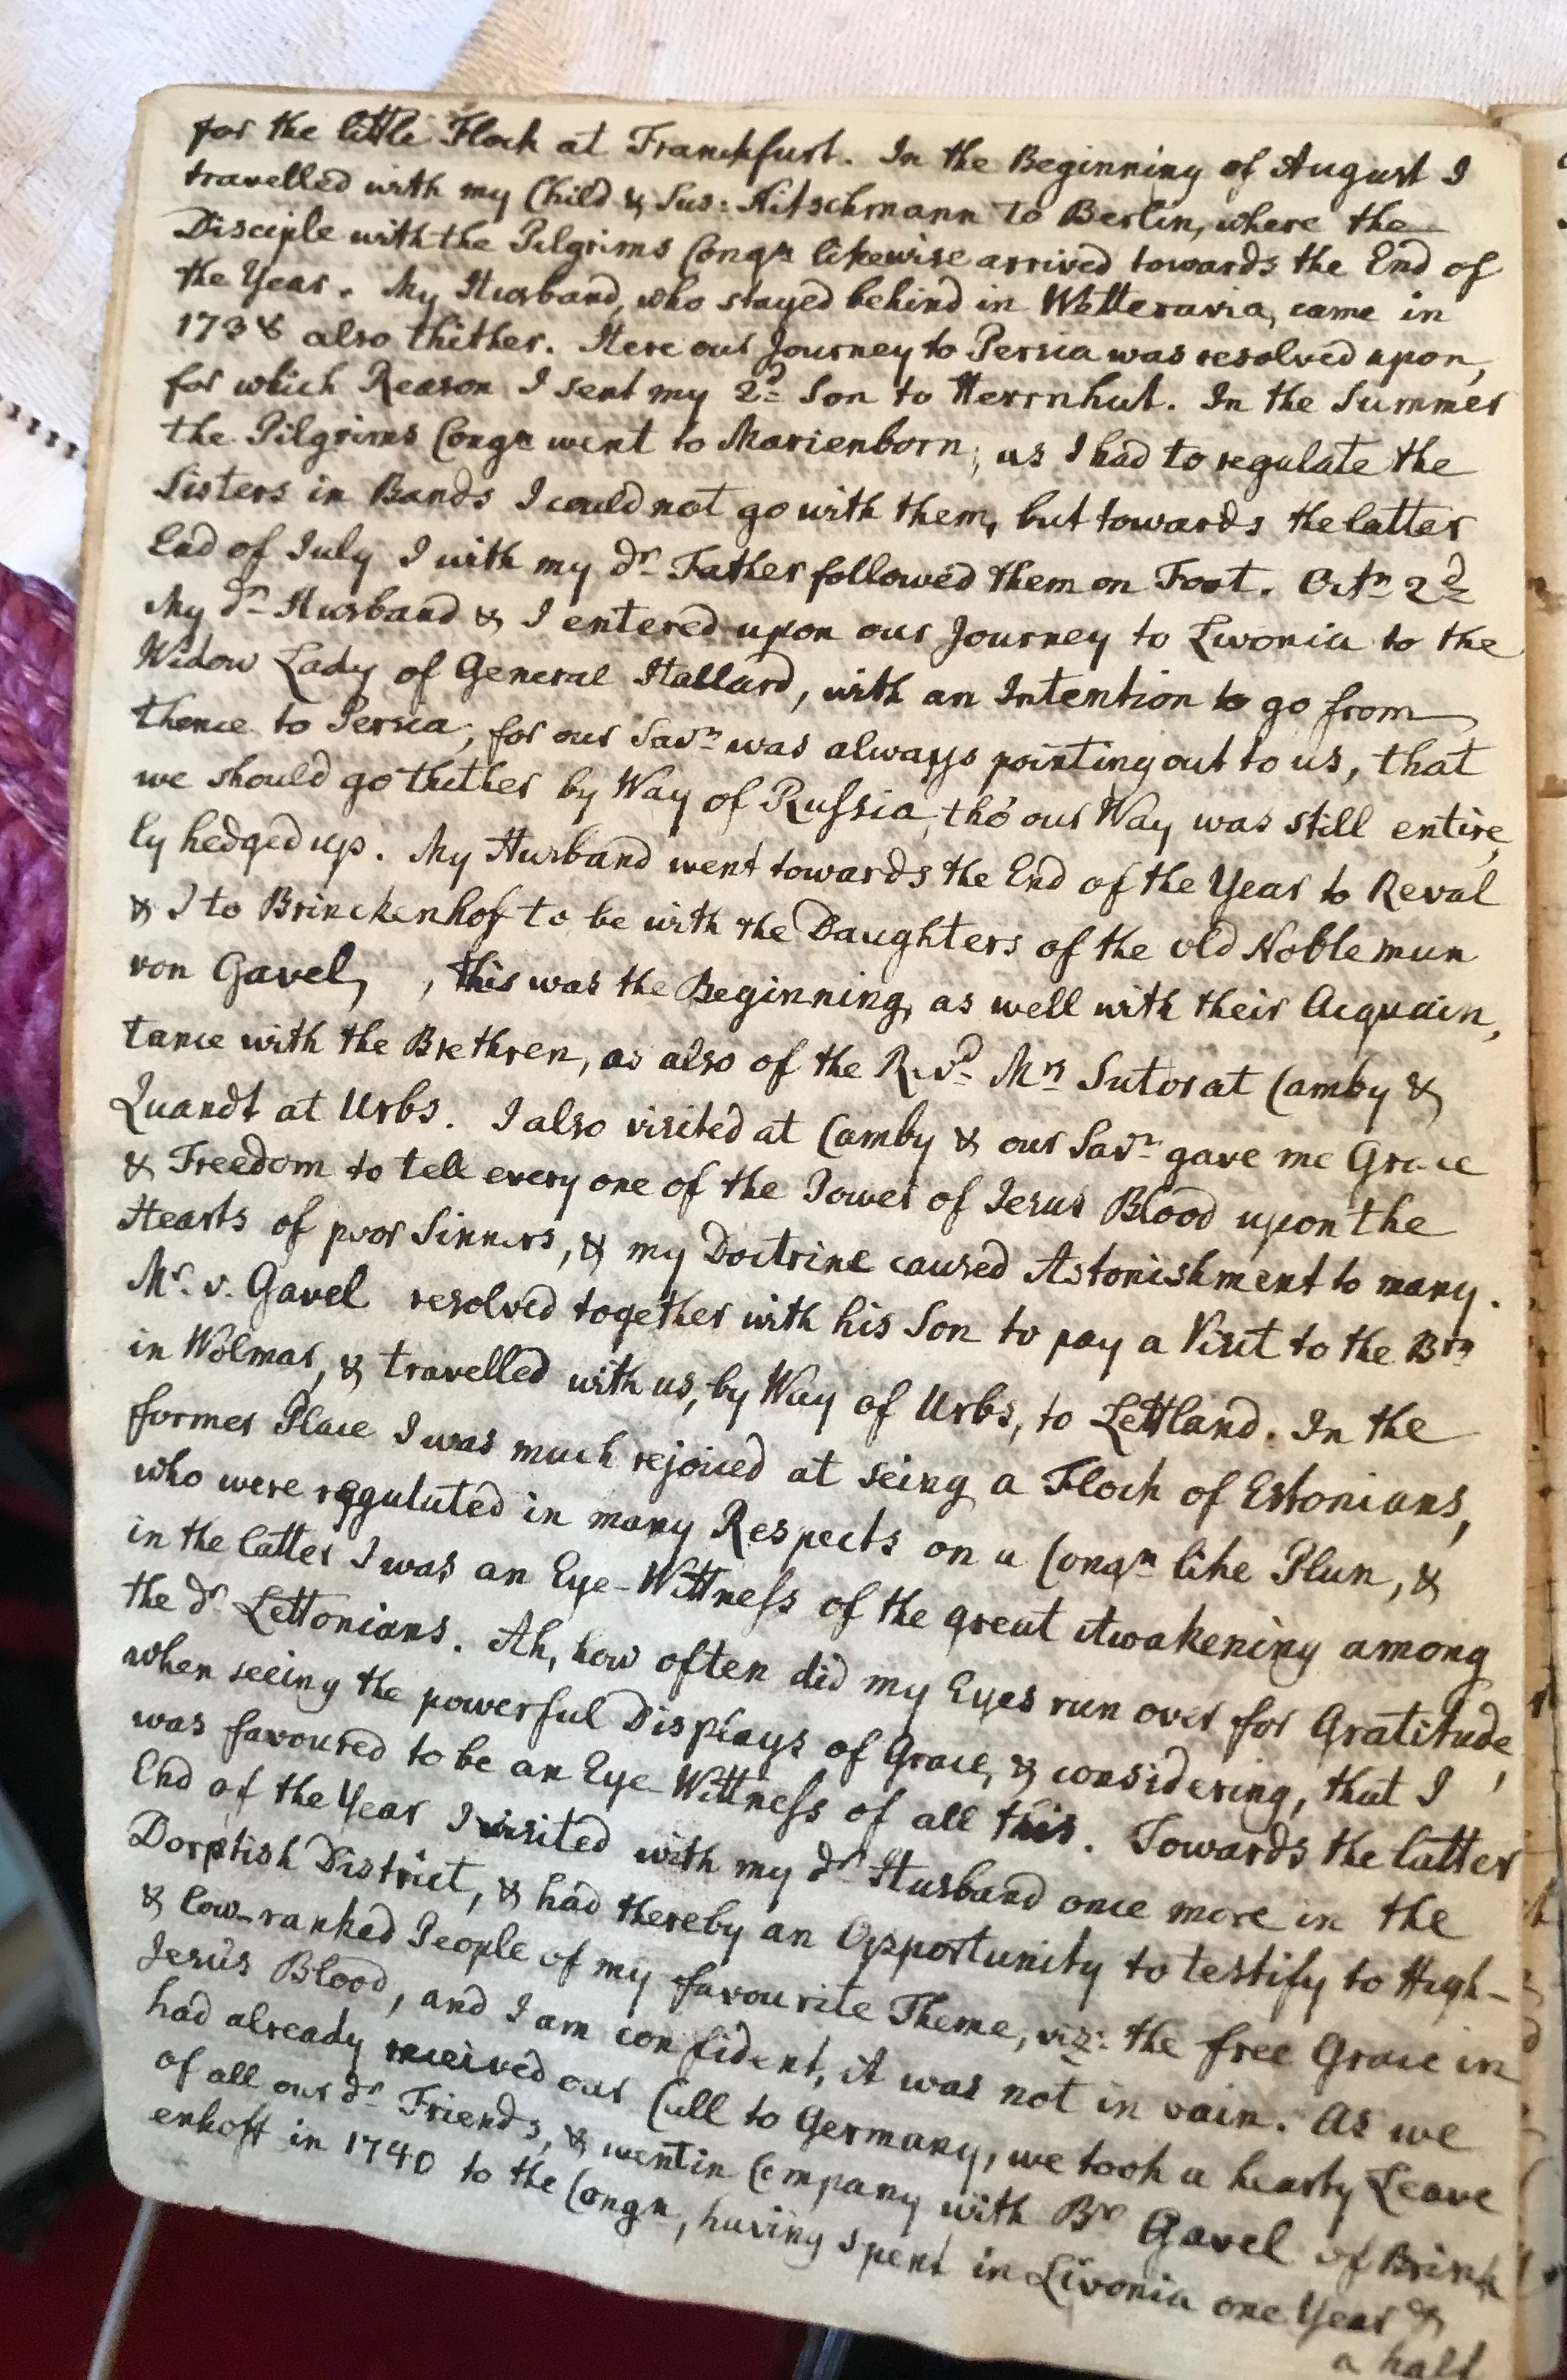 for the little Flock at Franckfurt. In the Beginning of August I
travelled with my Child & Sus: Nitschmann to Berlin, where the
Disciple with the Pilgrims Congn likewise arrived towards the End of
the Year. My Husband, who stayed behind in Wetteravia, came in
1738 also thither. Here our Journey to Persia was resolved upon,
for which Reason I sent my 2d Son to Herrnhut. In the Summer
the Pilgrims Congn went to Marienborn; as I had to regulate the
Sisters in Bands I could not go with them, but towards the latter
End of July I with my dr Father followed them on Foot. Octr 2d
My dr Husband & I entered upon our Journey to Livonia to the
Widow Lady of General Hallard, with an Intention to go from
thence to Persia; for our Savr was always pointing out to us, that
we should go thither by Way of Russia, tho' our Way was still entire,
ly hedged up. My Husband went towards the End of the Year to Reval
& I to Brinckenhof to be with the Daughters of the old Nobleman
von Gavel, , this was the Beginning, as well with their Acquain,
tance with the Brethren, as also of the Revd Mrs Sutor at Camby &
Quandt at Urbs. I also visited at Camby & our Savr gave me Grace
& Freedom to tell every one of the Power of Jesus Blood upon the
Hearts of poor Sinners, & my Doctrine caused Astonishment to many.
Mr. v. Gavel resolved together with his Son to pay a Visit to the Brn
in Wolmar, & travelled with us, by Way of Urbs, to Lettland. In the
former Place I was much rejoiced at seing a Flock of Estonians,
who were regulated in many Respects on a Congn like Plan, &
in the latter I was an Eye-Wittness of the great Awakening among
the dr Lettonians. Ah, how often did my Eyes run over for Gratitude,
when seeing the powerful Displays of Grace, & considering, that I
was favoured to be an Eye-Wittness of all this. Towards the latter
End of the Year I visited with my dr Husband once more in the
Dorptish District, & had thereby an Opportunity to testify to High-
& low-ranked People of my favourite Theme, viz: the free Grace in
Jesus Blood, and I am confident, it was not in vain. As we
had already received our Call to Germany, we took a hearty Leave
of all our dr Friends, & went in Company with Br Gavel of Brink
enhoff in 1740 to the Congn, having spent in Livonia one Year &
a half